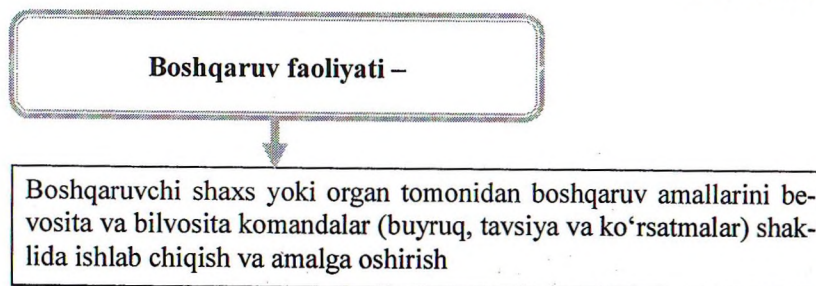 Boshqaruv faoliyati –
Boshqaruvchi shaxs yoki organ tomonidan boshqaruv amallarini be-
vosita va bilvosita komandalar (buyruq, tavsiya va ko‘rsatmalar) shak-
lida ishlab chiqish va amalga oshirish